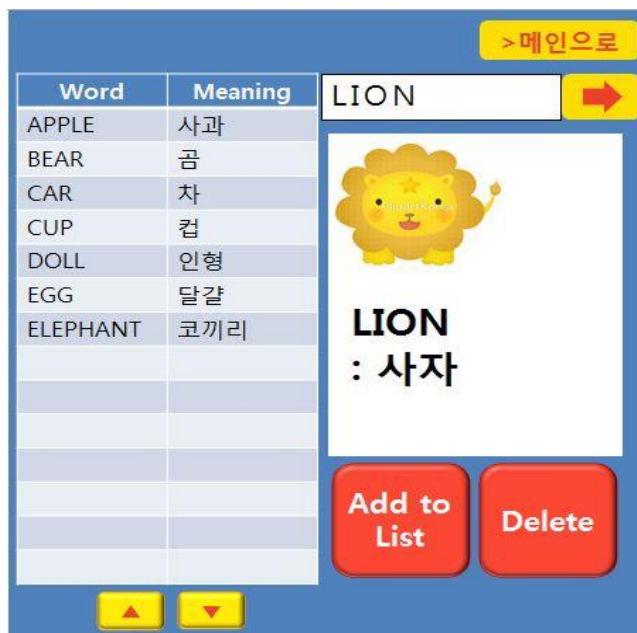 >메인으로
Word Meaning
APPLE 사과
BEAR 곰
CAR 차
CUP 컵
DOLL 인형
EGG 달걀
ELEPHANT 코끼리
LION
LION
: 사자
Add to
List
Delete